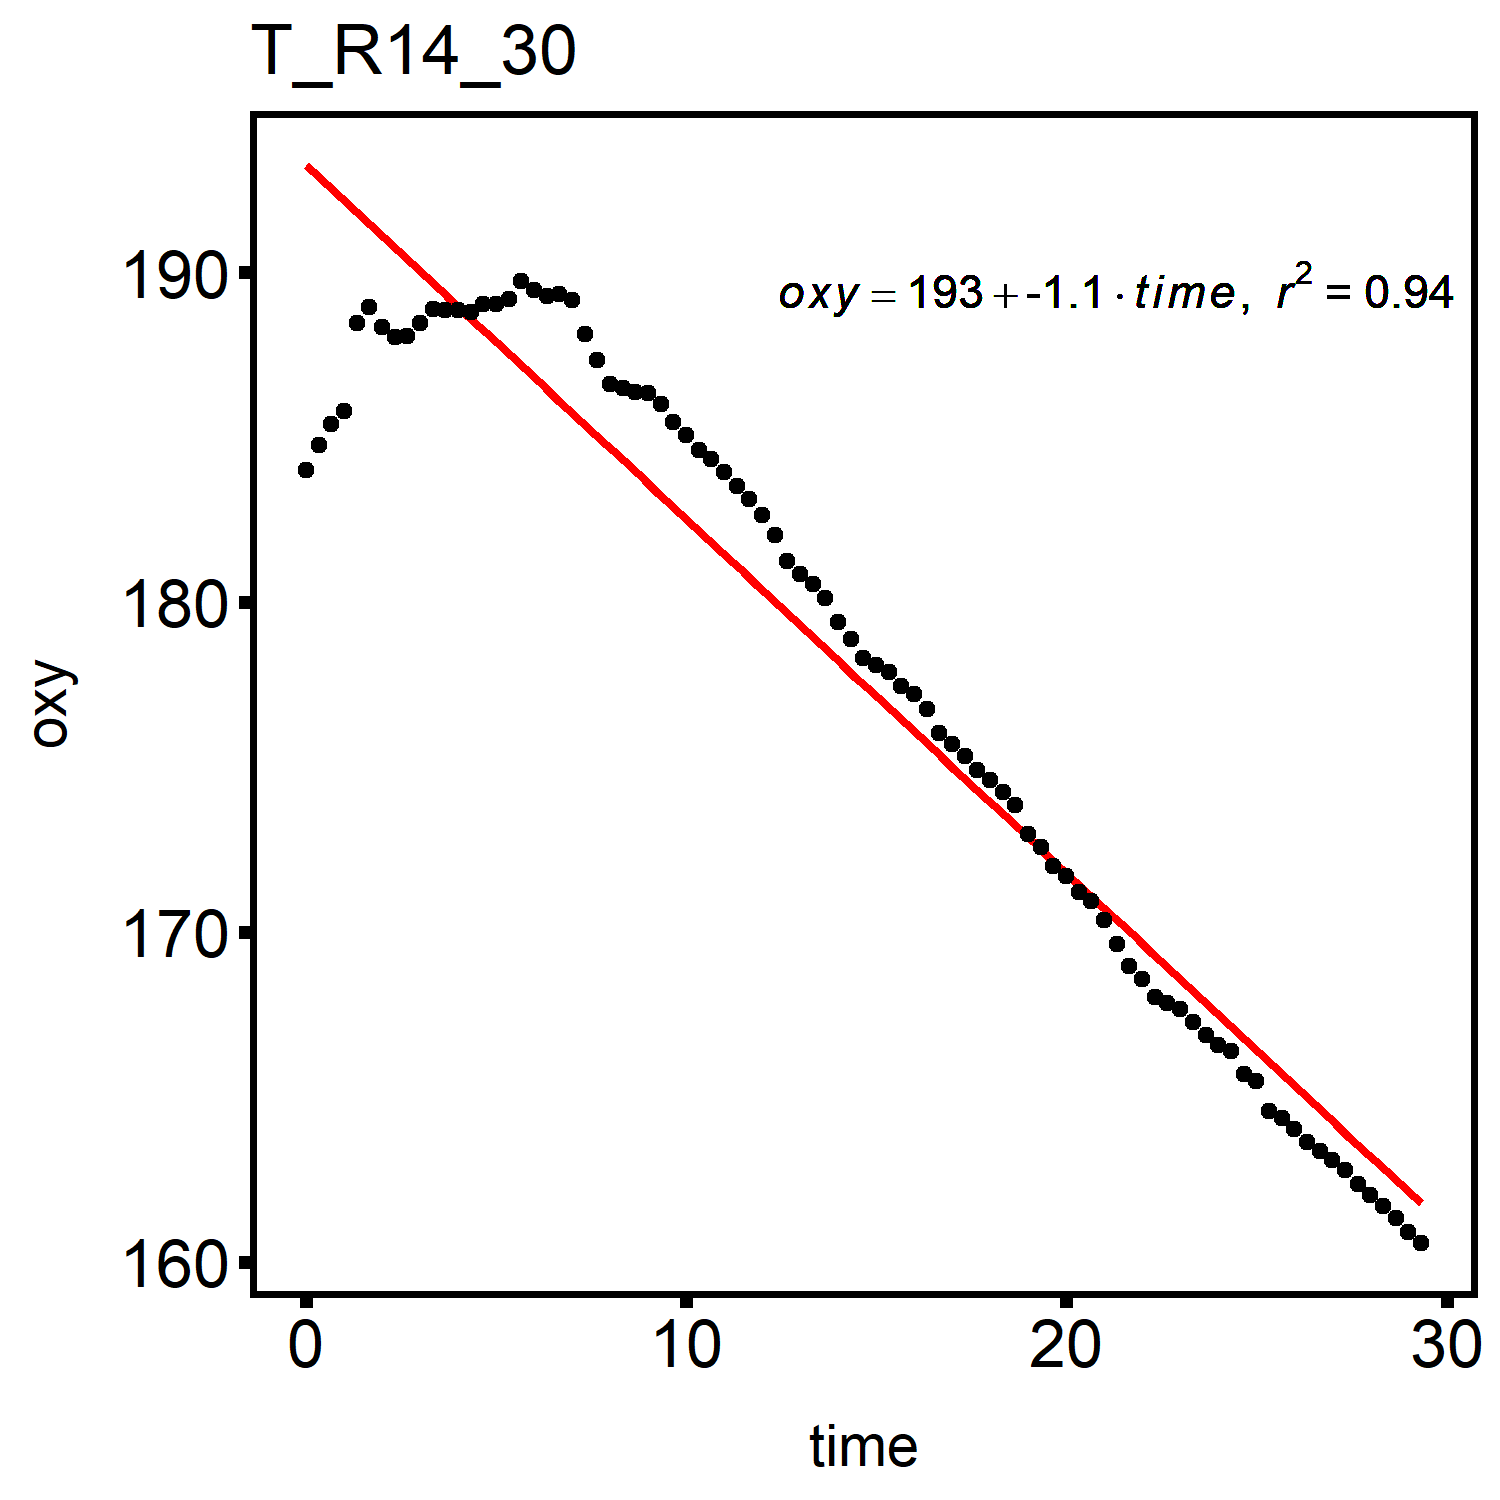 T_R14_30
oxy = 193 + -1.1 · time, r² = 0.94
190
180
170
160
oxy
0 10 20 30
time